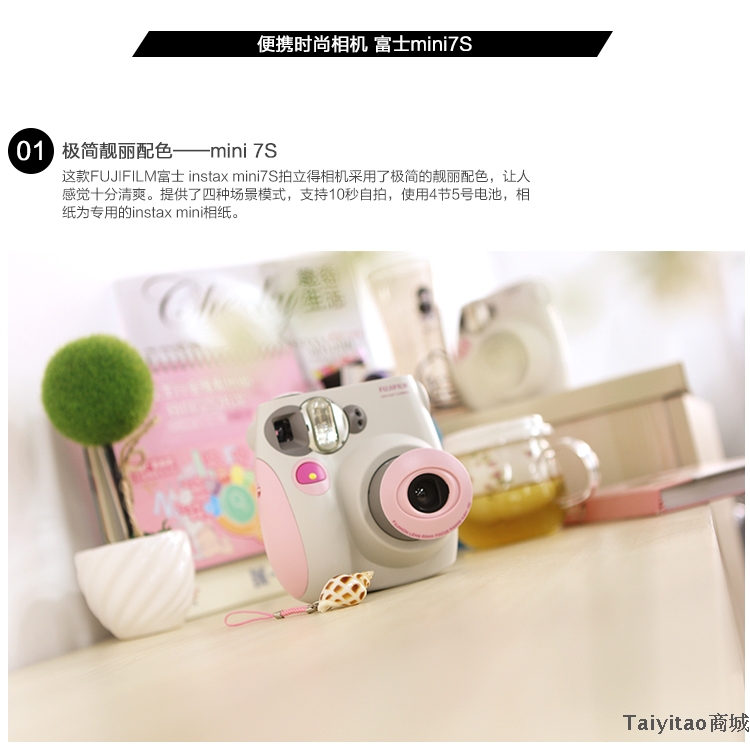 便携时尚相机 富士mini7S
01
极简靓丽配色——mini 7S
这款FUJIFILM富士 instax mini7S拍立得相机采用了极简的靓丽配色，让人
感觉十分清爽。提供了四种场景模式，支持10秒自拍，使用4节5号电池，相
纸为专用的instax mini相纸。
FUJIFILM
Taiyitao商城